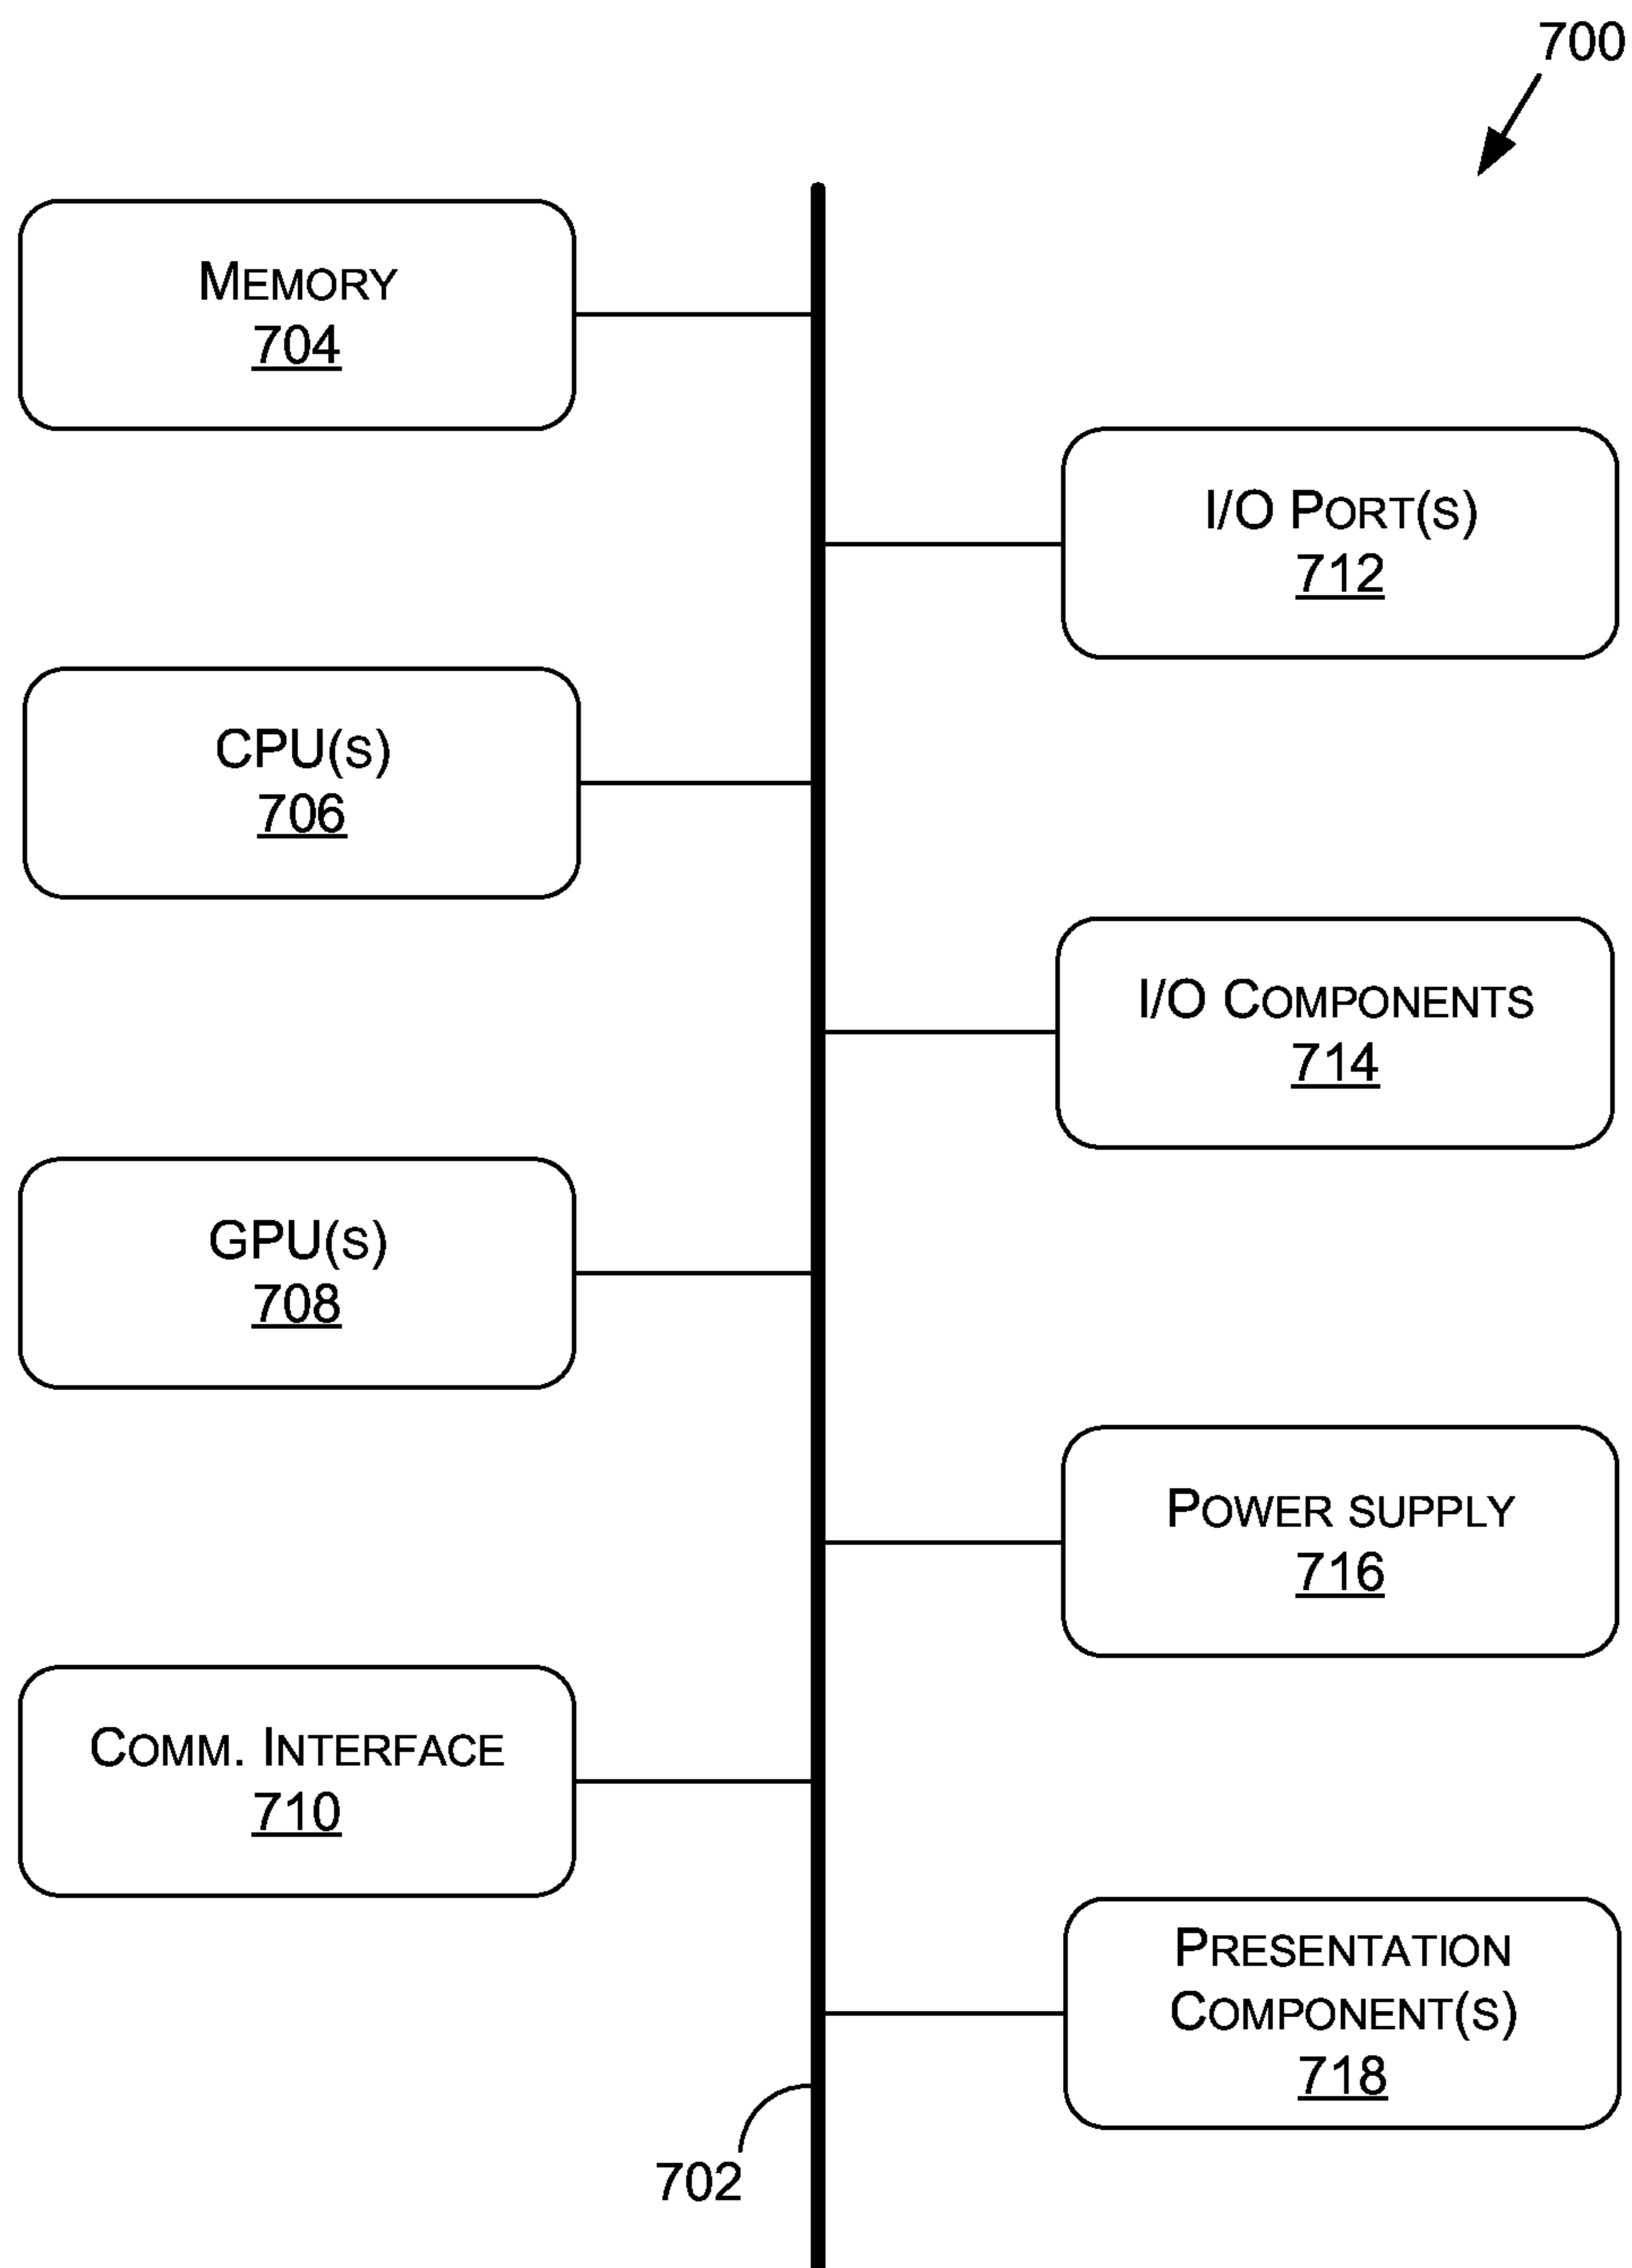 700
MEMORY
704
I/O PORT(S)
712
CPU(S)
706
I/O COMPONENTS
714
GPU(S)
708
POWER SUPPLY
716
COMM. INTERFACE
710
PRESENTATION
COMPONENT(S)
718
702